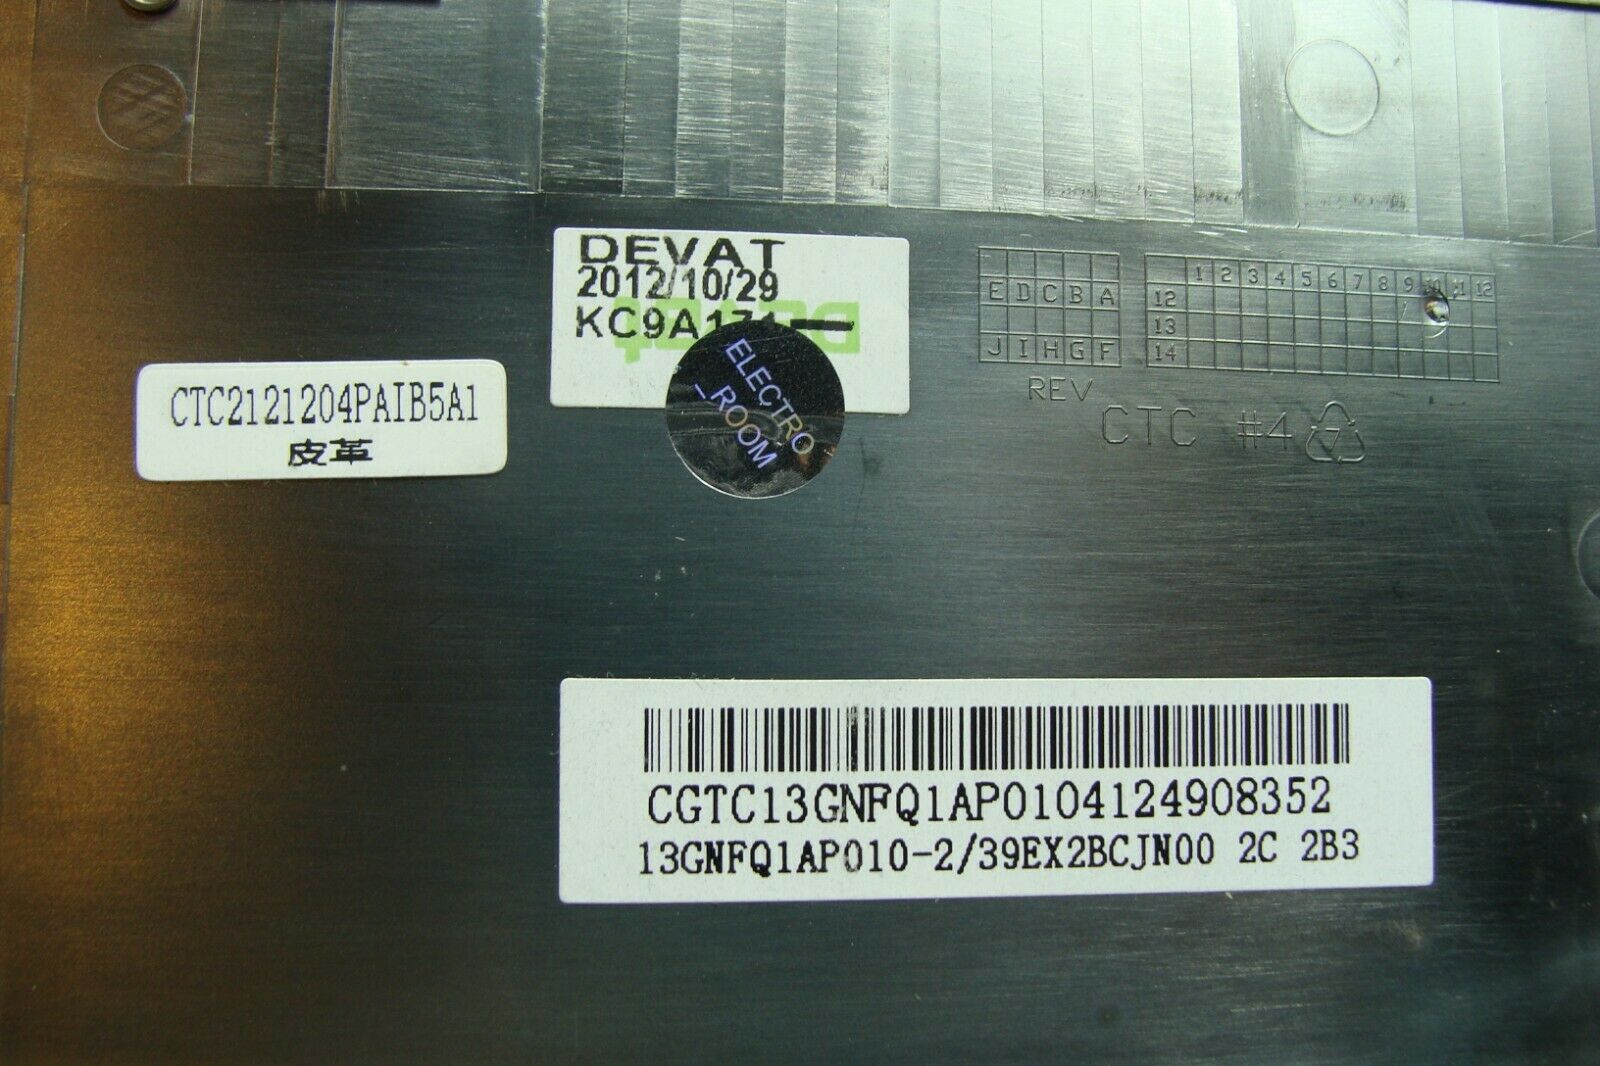 DEVAT
2012/10/29
ELECTRO
_ROOM
CTC2121204PAIB5A1
皮革
1 2 3 4 5 6 7 8 9 10 11 12
E D C B A
12
13
J I H G F
14
REV
CTC #4
7
CGTC13GNFQ1AP0104124908352
13GNFQ1AP010-2/39EX2BCJN00 2C 2B3